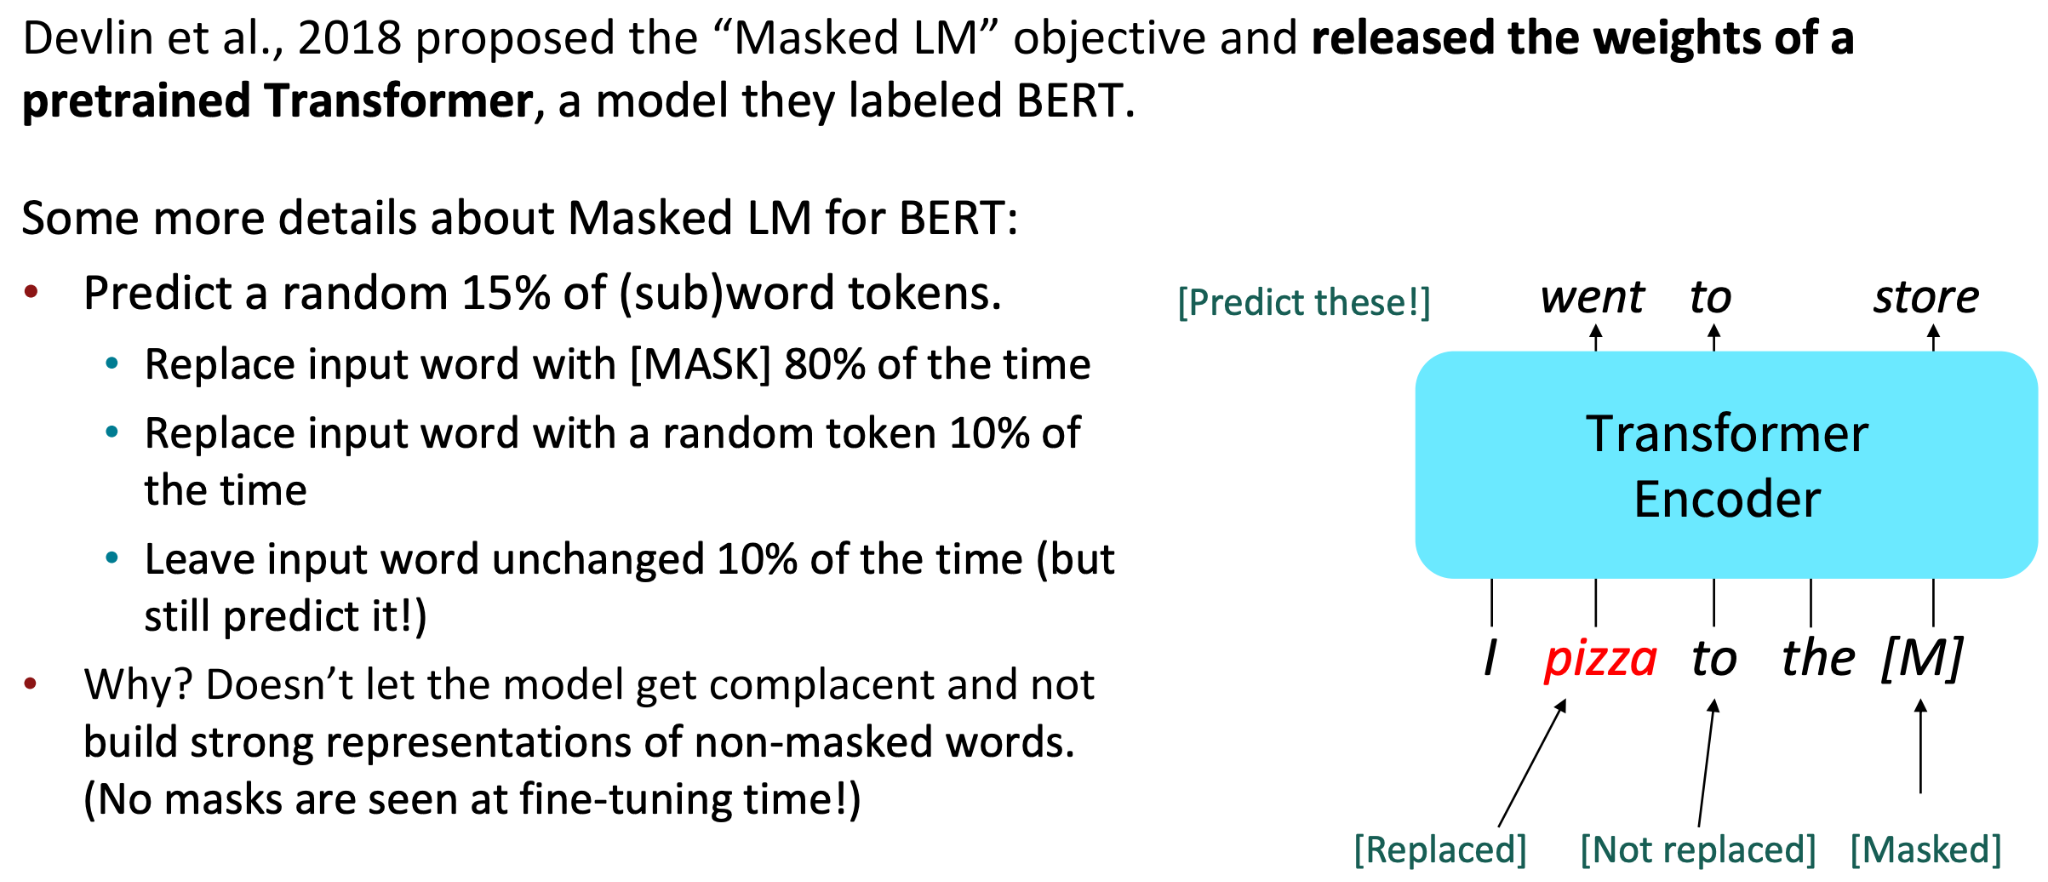 Devlin et al., 2018 proposed the “Masked LM” objective and released the weights of a
pretrained Transformer, a model they labeled BERT.
Some more details about Masked LM for BERT:
• Predict a random 15% of (sub)word tokens.
• Replace input word with [MASK] 80% of the time
• Replace input word with a random token 10% of
the time
• Leave input word unchanged 10% of the time (but
still predict it!)
• Why? Doesn’t let the model get complacent and not
build strong representations of non-masked words.
(No masks are seen at fine-tuning time!)
[Predict these!] went to store
Transformer
Encoder
I pizza to the [M]
[Replaced] [Not replaced] [Masked]